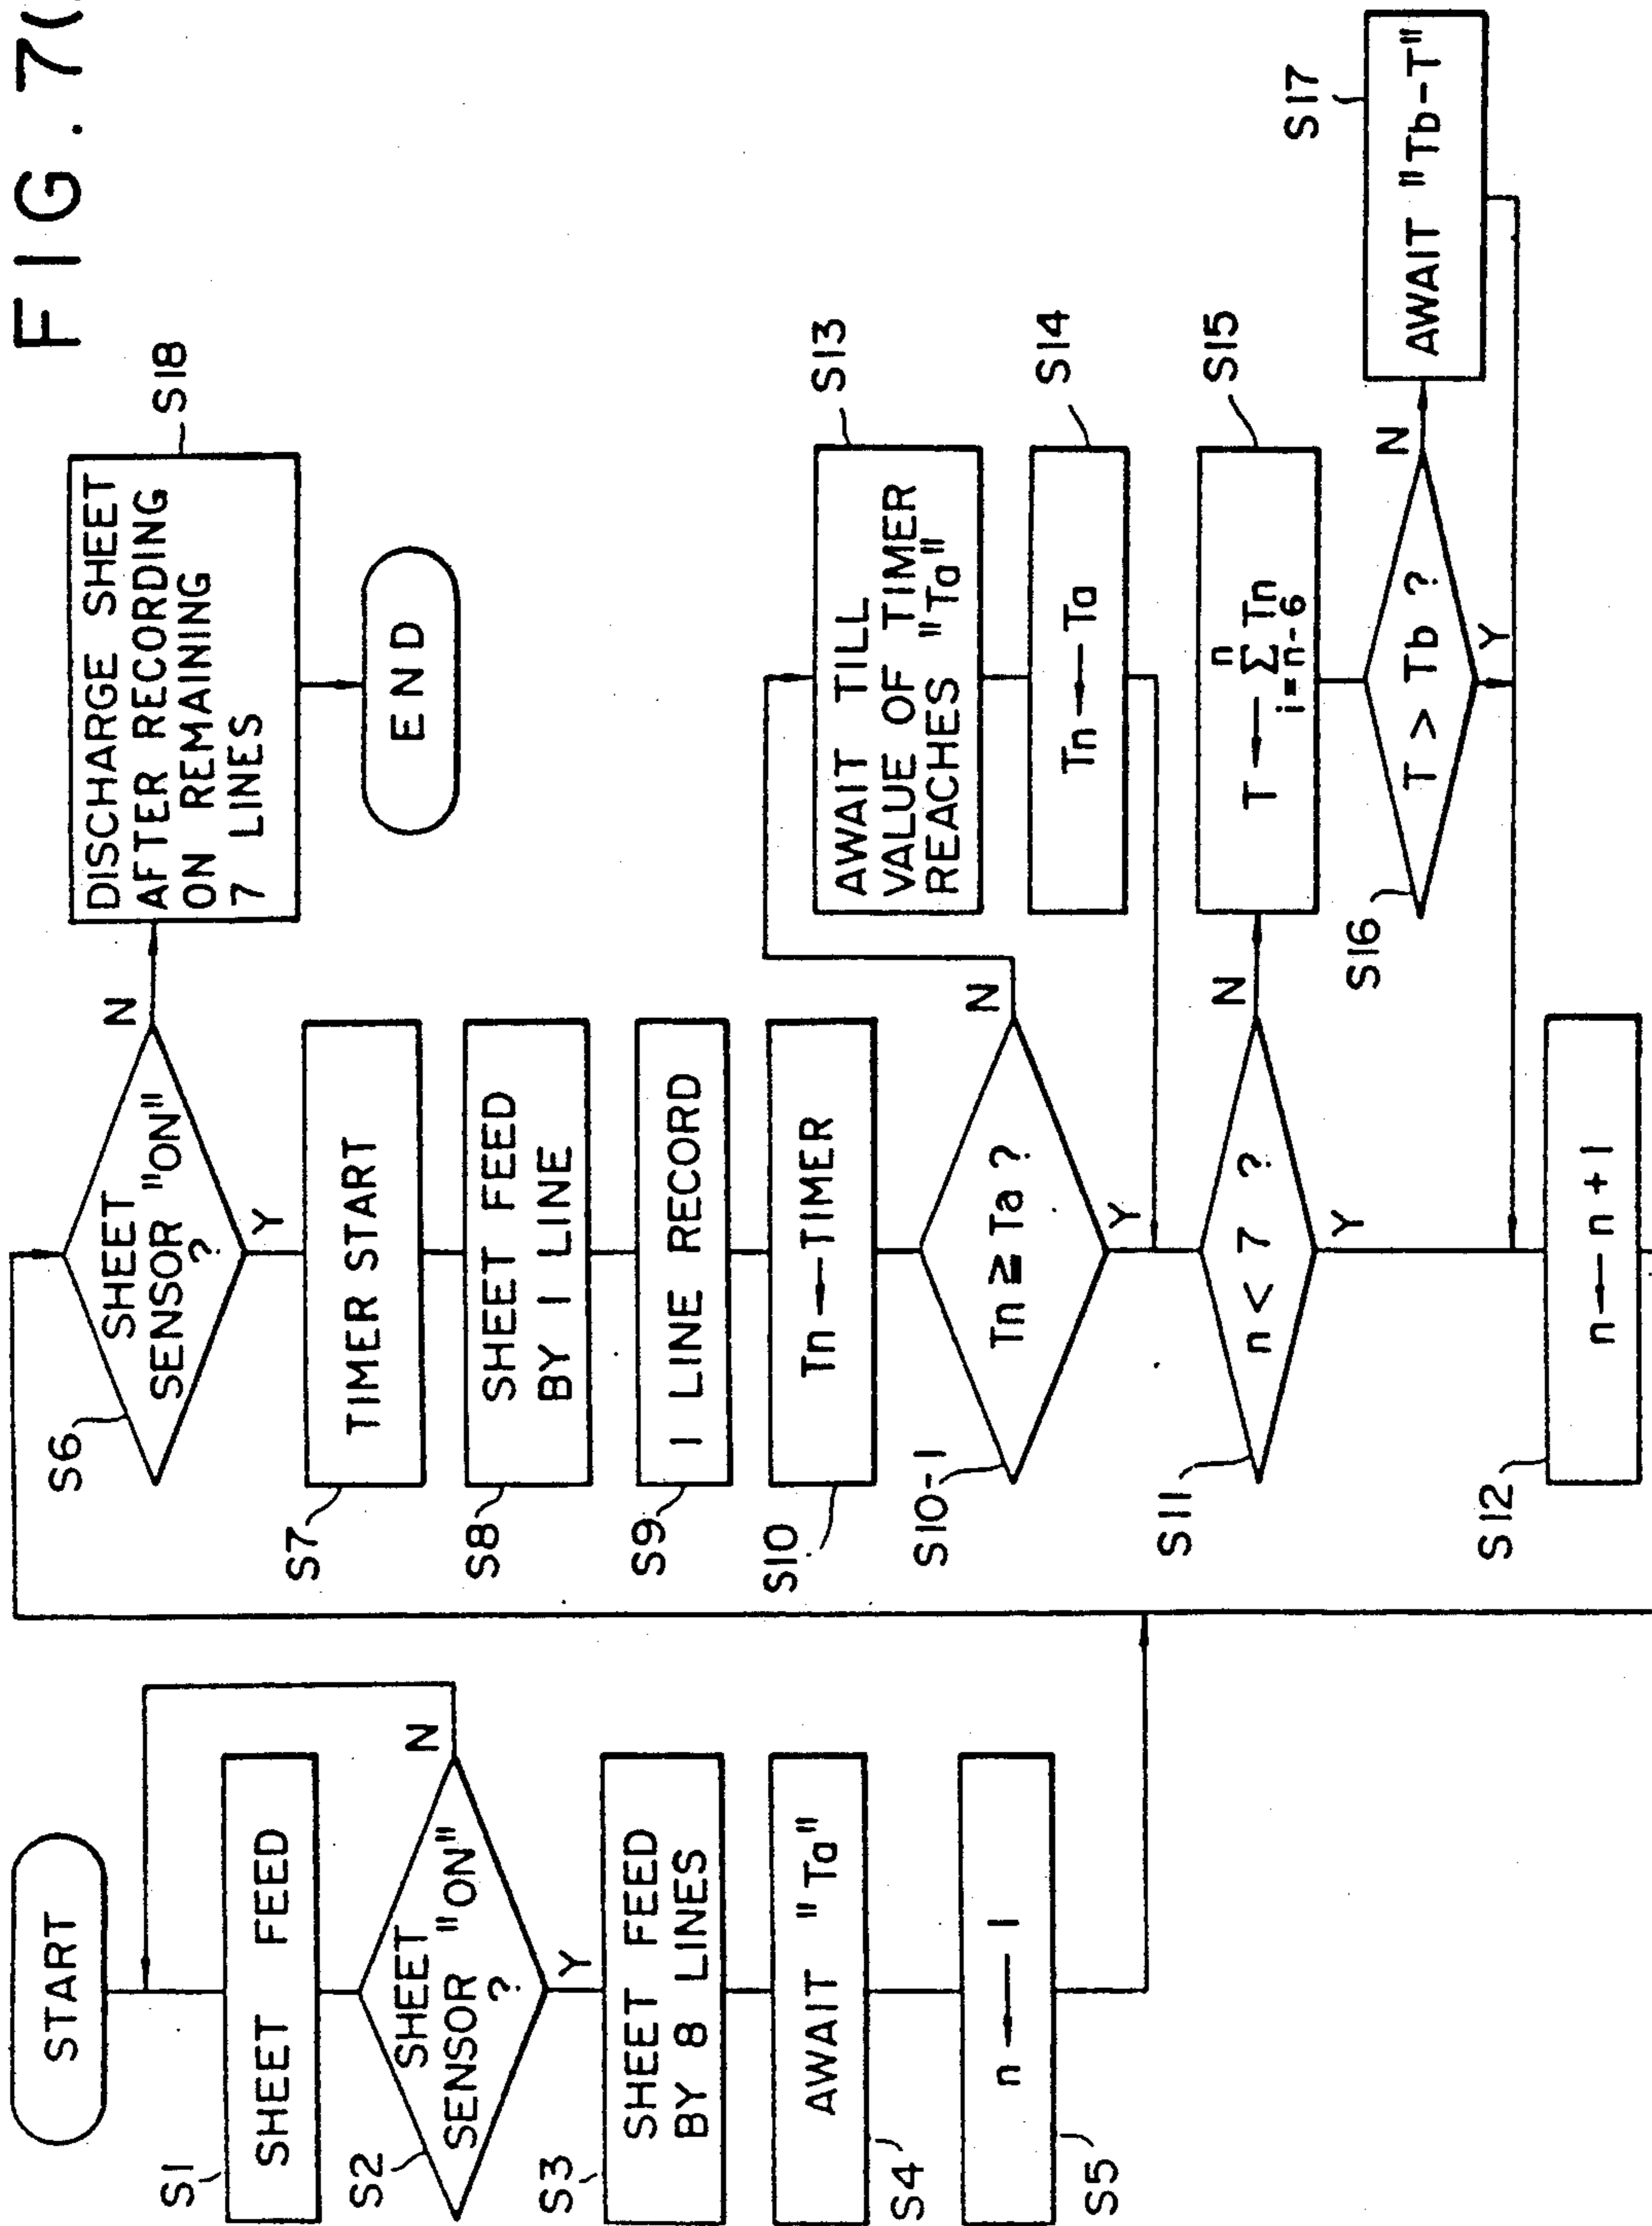 FIG. 7(
START
S1
SHEET FEED
S2
SHEET
SENSOR "ON"
?
N
Y
S3
SHEET FEED
BY 8 LINES
S4
AWAIT "Ta"
S5
n ← 1
S6
SHEET
SENSOR "ON"
?
N
Y
DISCHARGE SHEET
AFTER RECORDING
ON REMAINING
7 LINES
S18
END
S7
TIMER START
S8
SHEET FEED
BY 1 LINE
S9
1 LINE RECORD
S10
Tn ← TIMER
S10-1
Tn ≧ Ta ?
N
Y
AWAIT TILL
VALUE OF TIMER
REACHES "Ta"
S13
Tn ← Ta
S14
S11
n < 7 ?
N
Y
n
T ← Σ Tn
i = n-6
S15
S16
T > Tb ?
N
Y
AWAIT "Tb-T"
S17
S12
n ← n + 1